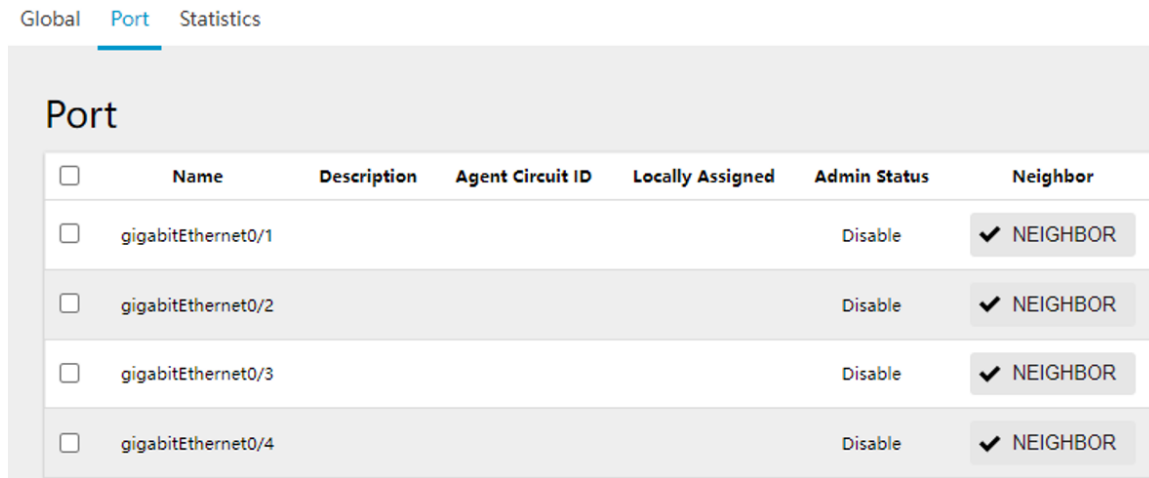 Global Port Statistics
Port
Name Description Agent Circuit ID Locally Assigned Admin Status Neighbor
gigabitEthernet0/1 Disable NEIGHBOR
gigabitEthernet0/2 Disable NEIGHBOR
gigabitEthernet0/3 Disable NEIGHBOR
gigabitEthernet0/4 Disable NEIGHBOR